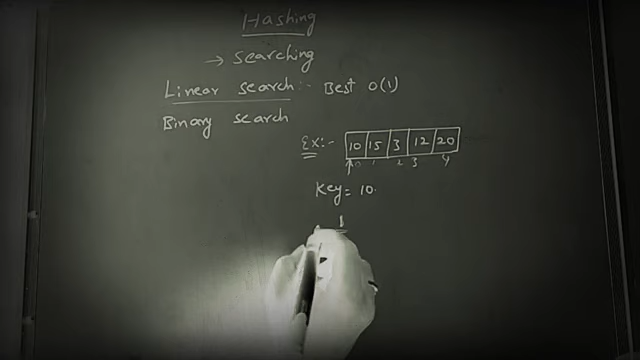 Hashing
→ searching
Linear search :- Best O(1)
Binary search
Ex:- 10 15 3 12 20
0 1 2 3 4
Key = 10.
1